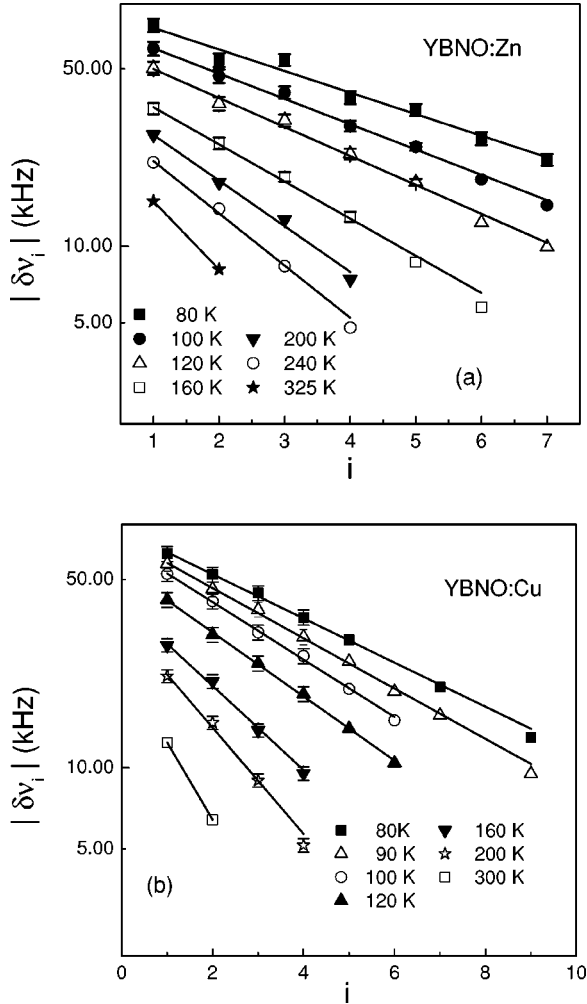 YBNO:Zn
50.00
10.00
5.00
| δνᵢ | (kHz)
80 K
100 K 200 K
120 K 240 K
160 K 325 K
(a)
1 2 3 4 5 6 7
i
YBNO:Cu
50.00
10.00
5.00
| δνᵢ | (kHz)
80K 160 K
90 K 200 K
100 K 300 K
120 K
(b)
0 2 4 6 8 10
i